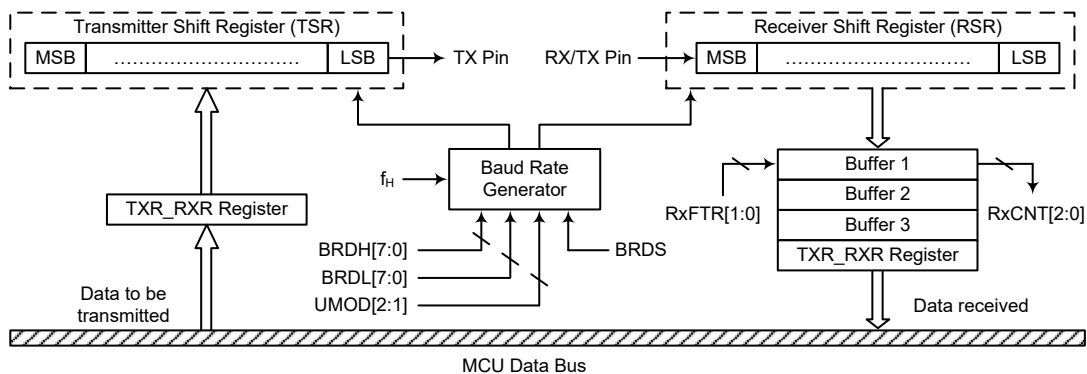 Transmitter Shift Register (TSR)
MSB ………………………… LSB
TX Pin
RX/TX Pin
Receiver Shift Register (RSR)
MSB ………………………… LSB
fH
Baud Rate
Generator
BRDH[7:0]
BRDL[7:0]
UMOD[2:1]
BRDS
TXR_RXR Register
Data to be
transmitted
RxFTR[1:0]
Buffer 1
Buffer 2
Buffer 3
TXR_RXR Register
RxCNT[2:0]
Data received
MCU Data Bus